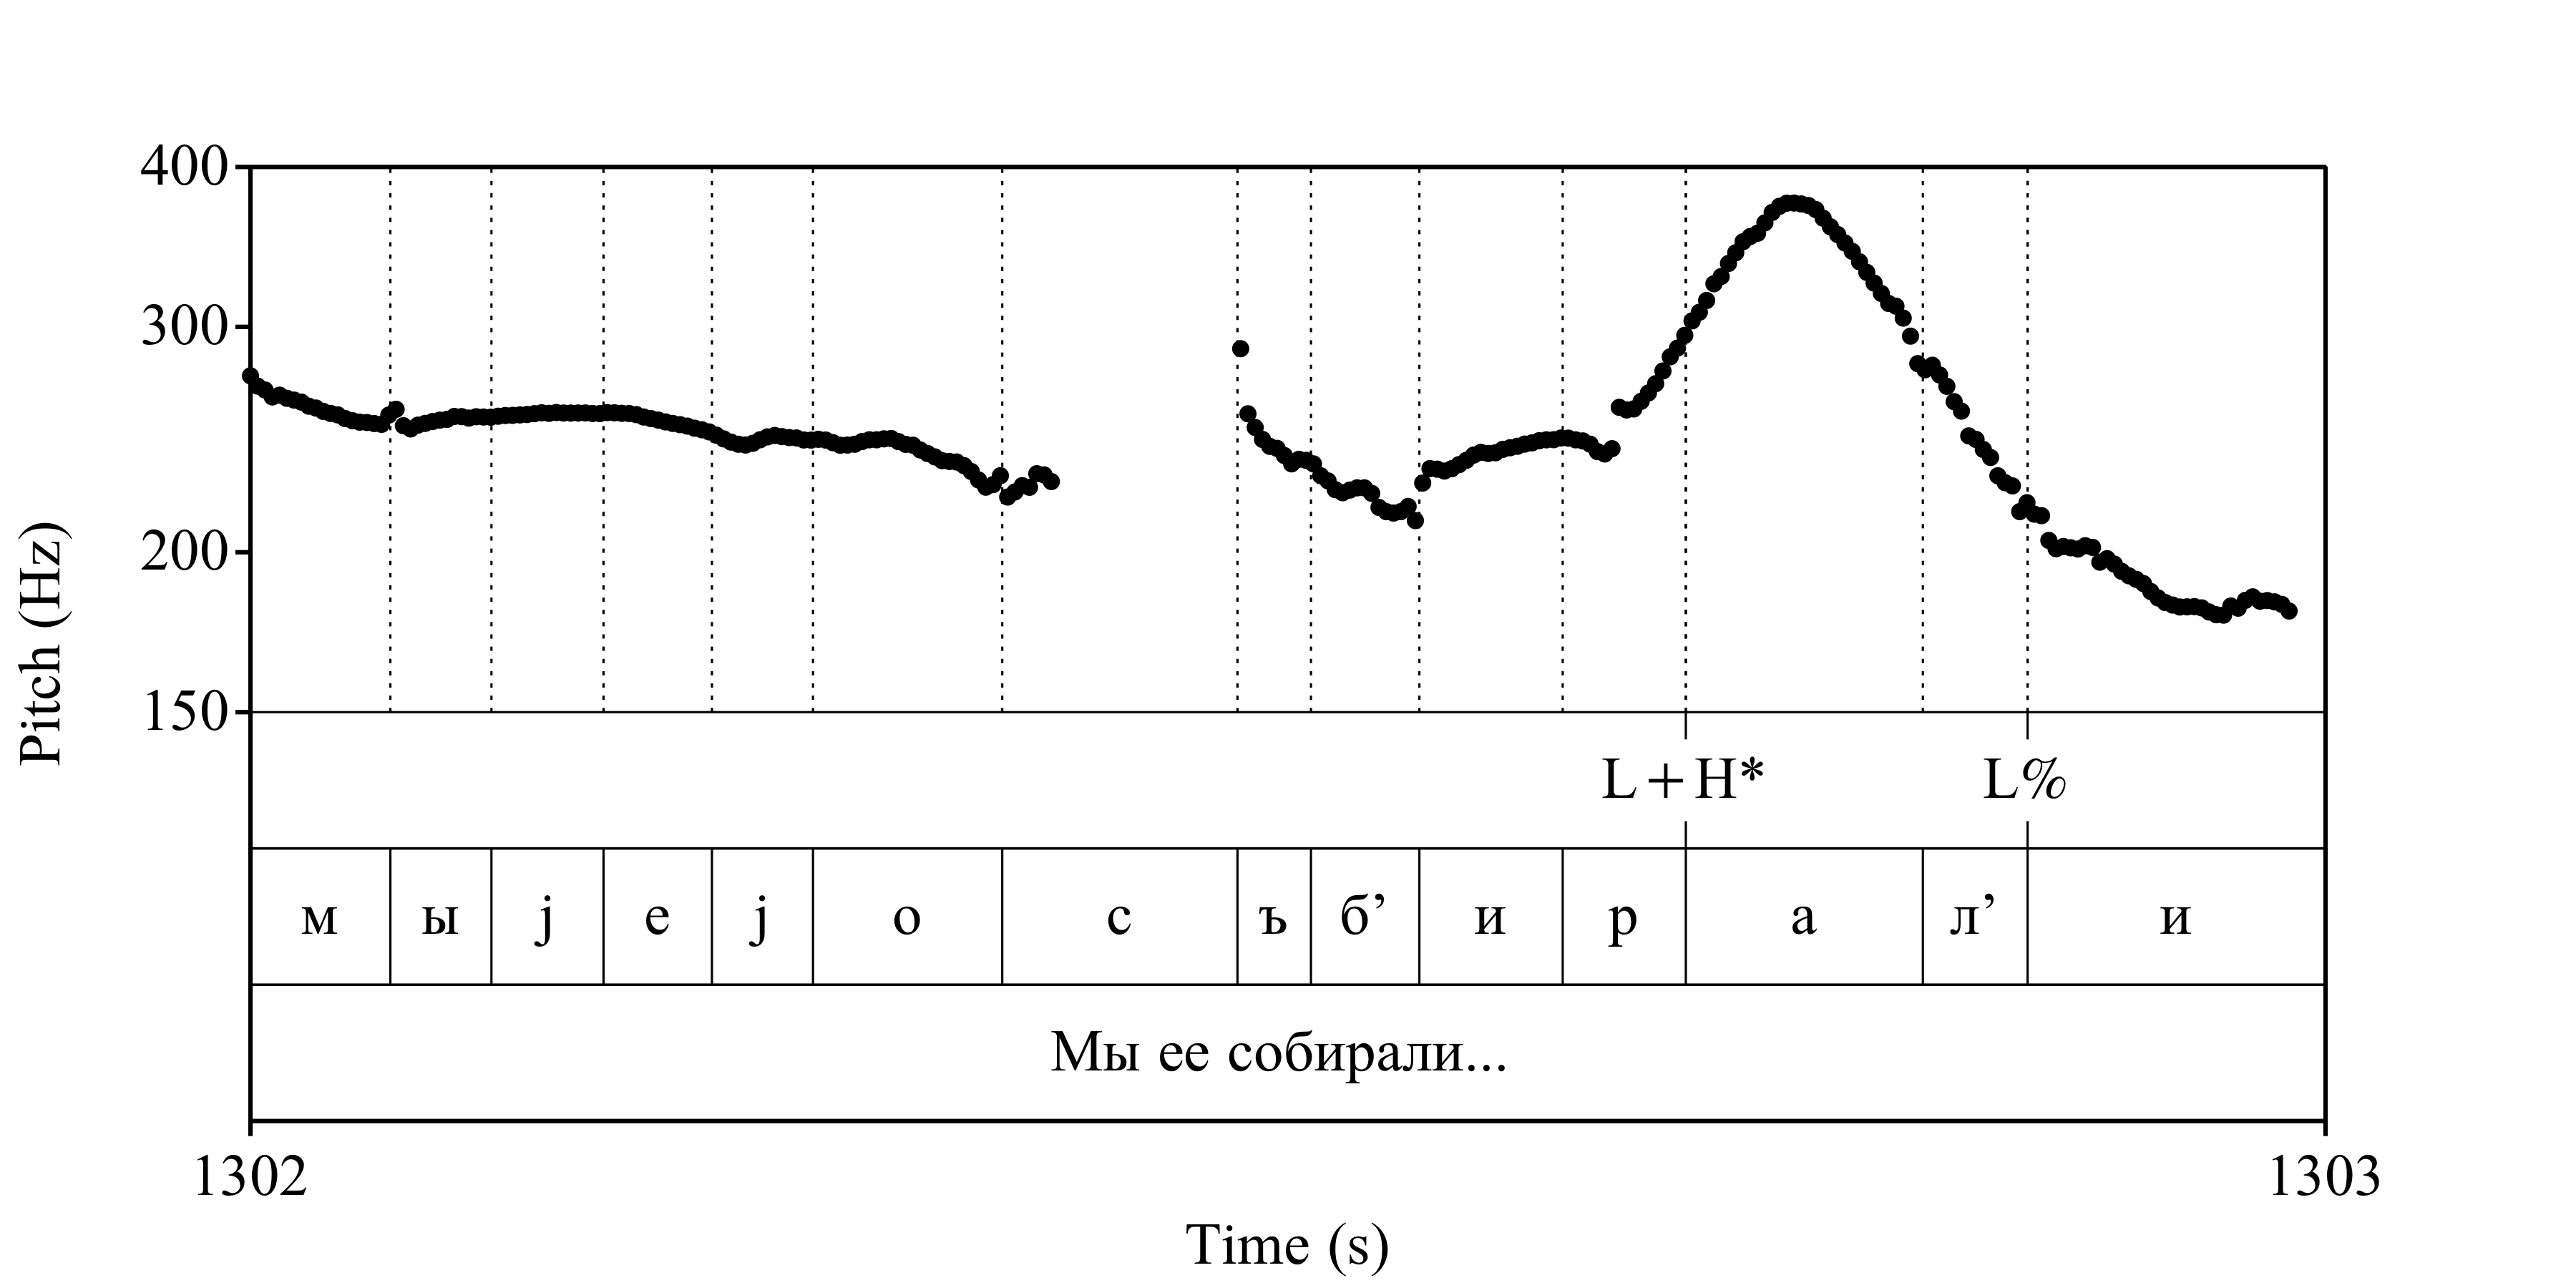 400
300
200
150
Pitch (Hz)
L+H* L%
м ы j е j о с ъ б’ и р а л’ и
Мы ее собирали...
1302 1303
Time (s)